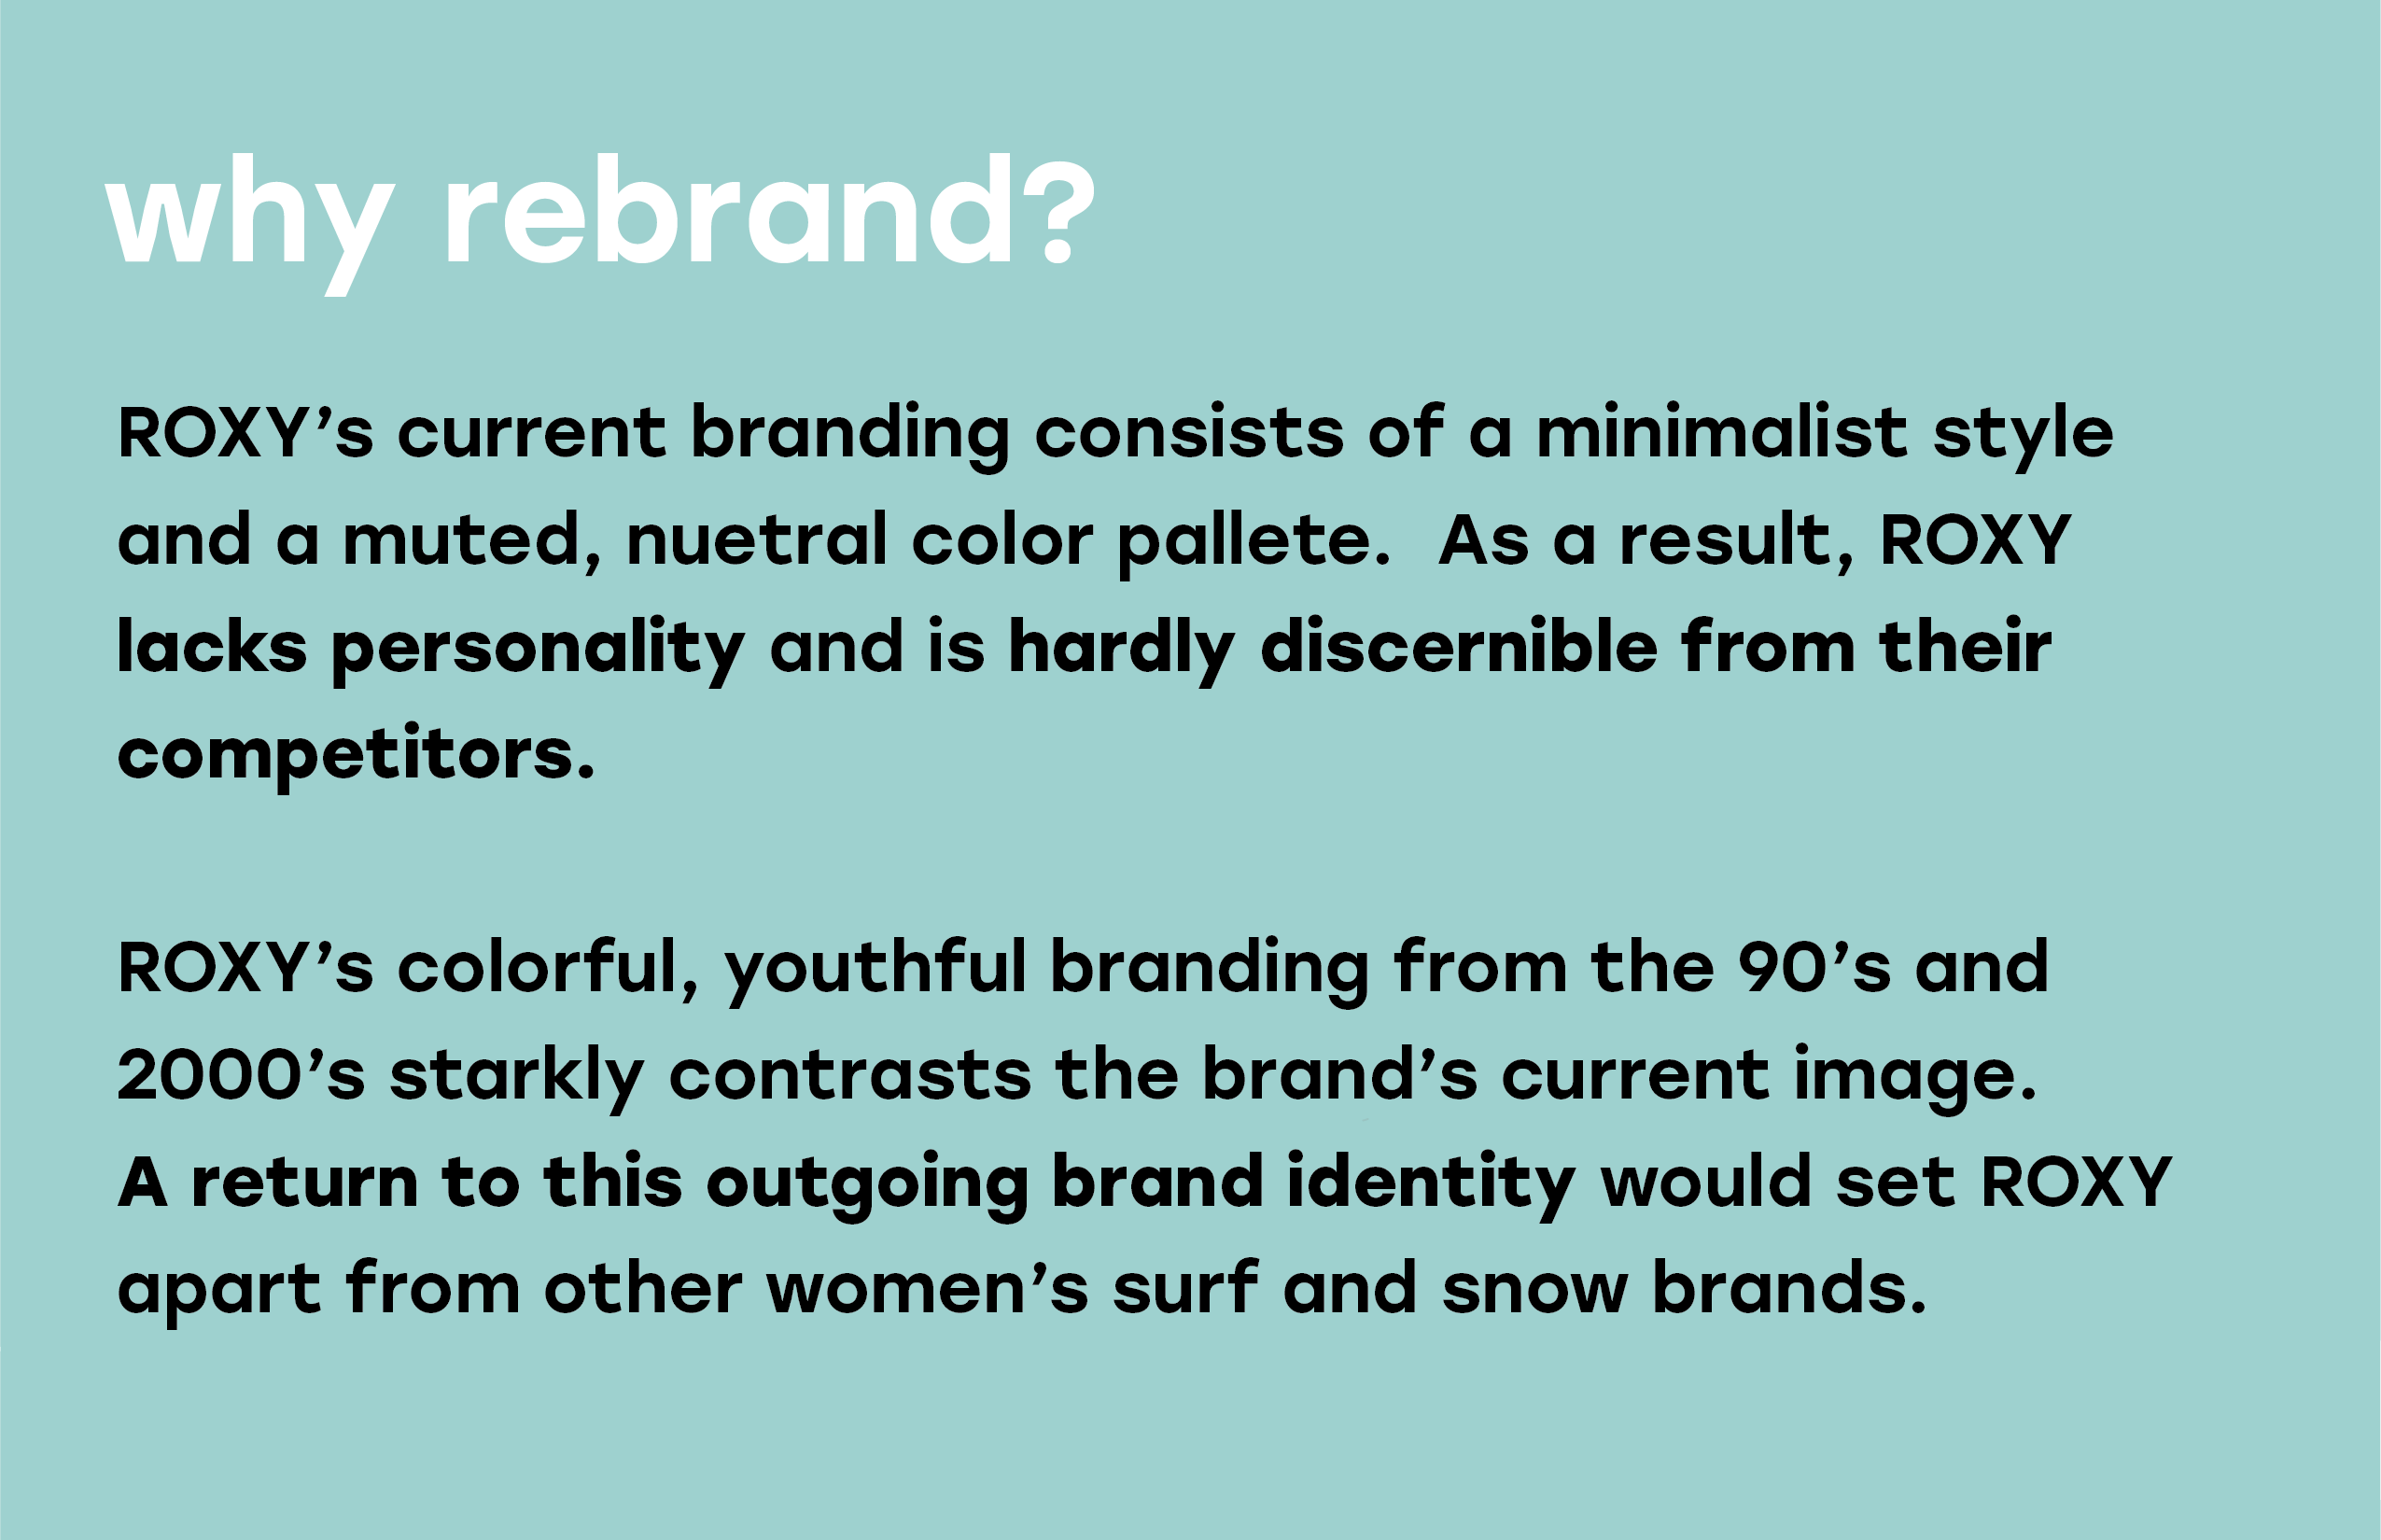 why rebrand?
ROXY’s current branding consists of a minimalist style
and a muted, nuetral color pallete.  As a result, ROXY
lacks personality and is hardly discernible from their
competitors.
ROXY’s colorful, youthful branding from the 90’s and
2000’s starkly contrasts the brand’s current image.
A return to this outgoing brand identity would set ROXY
apart from other women’s surf and snow brands.